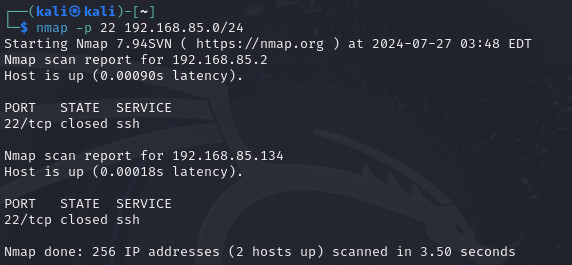 ┌──(kali㉿kali)-[~]
└─$ nmap -p 22 192.168.85.0/24
Starting Nmap 7.94SVN ( https://nmap.org ) at 2024-07-27 03:48 EDT
Nmap scan report for 192.168.85.2
Host is up (0.00090s latency).

PORT   STATE  SERVICE
22/tcp closed ssh

Nmap scan report for 192.168.85.134
Host is up (0.00018s latency).

PORT   STATE  SERVICE
22/tcp closed ssh

Nmap done: 256 IP addresses (2 hosts up) scanned in 3.50 seconds